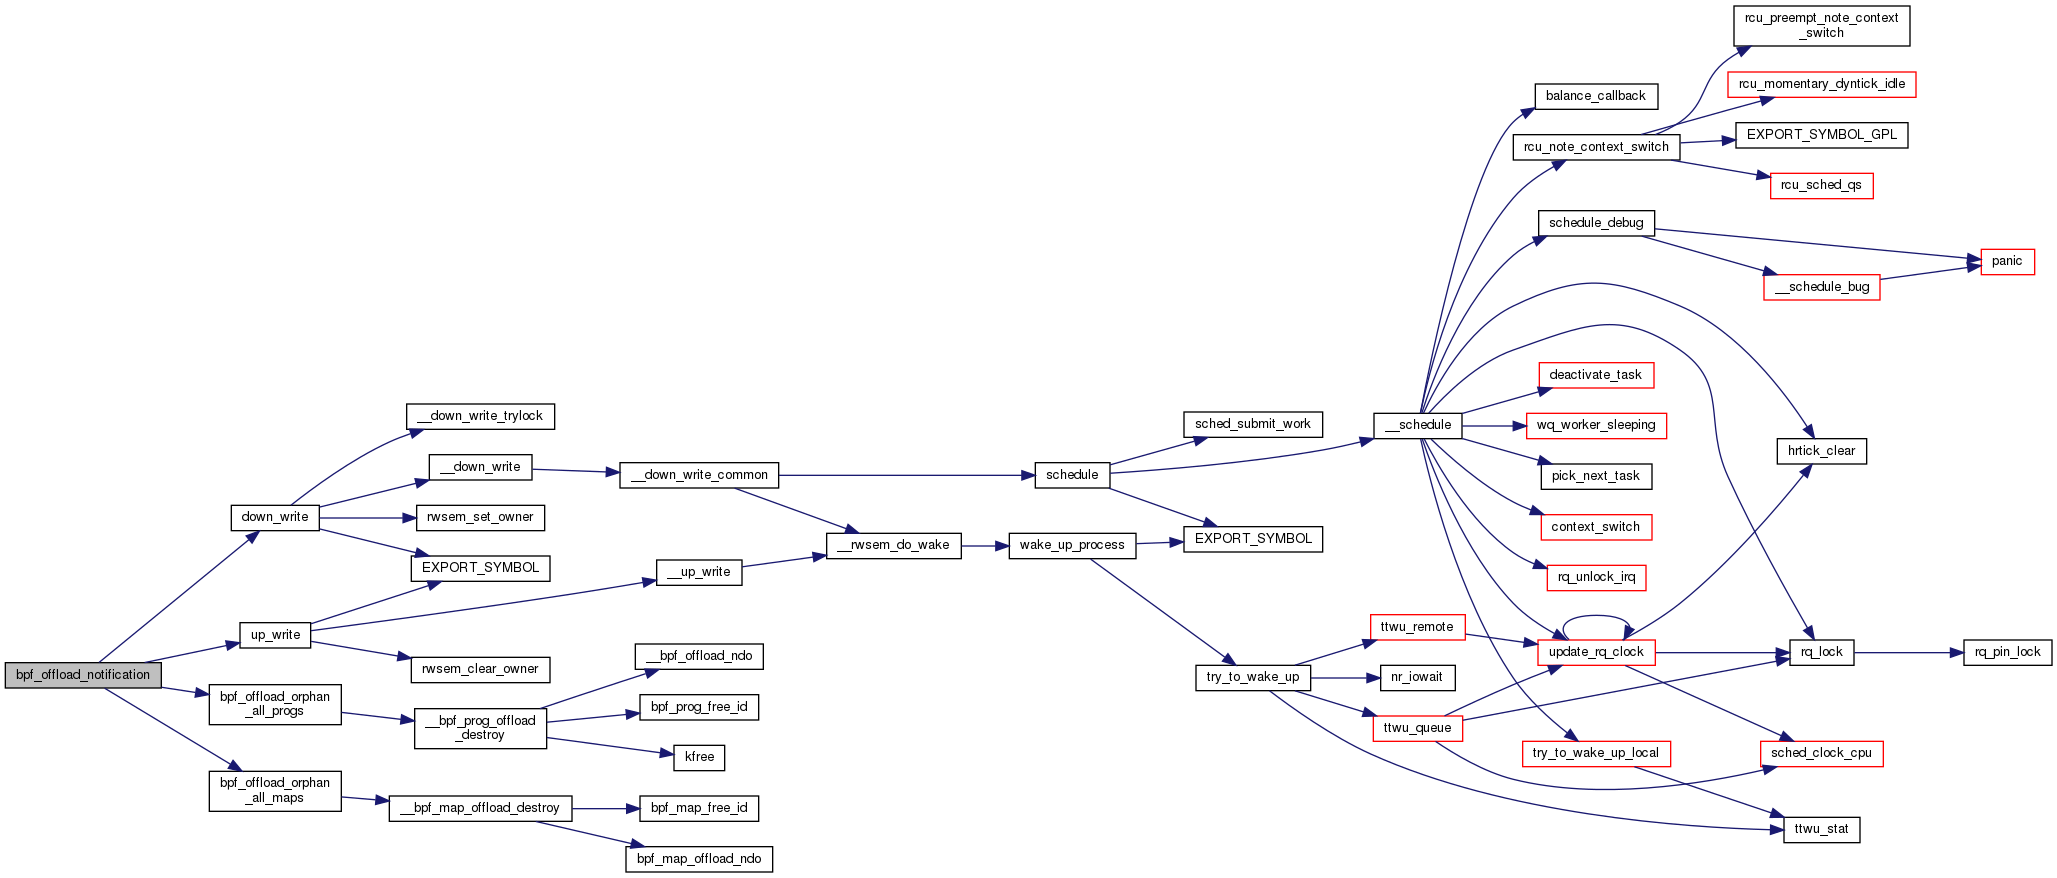 rcu_preempt_note_context
_switch
rcu_momentary_dyntick_idle
balance_callback
EXPORT_SYMBOL_GPL
rcu_note_context_switch
rcu_sched_qs
schedule_debug
panic
__schedule_bug
deactivate_task
__down_write_trylock
sched_submit_work
__schedule
wq_worker_sleeping
hrtick_clear
__down_write
__down_write_common
schedule
pick_next_task
down_write
rwsem_set_owner
context_switch
__rwsem_do_wake
wake_up_process
EXPORT_SYMBOL
EXPORT_SYMBOL
__up_write
rq_unlock_irq
up_write
ttwu_remote
__bpf_offload_ndo
update_rq_clock
rq_lock
rq_pin_lock
bpf_offload_notification
rwsem_clear_owner
try_to_wake_up
nr_iowait
bpf_offload_orphan
_all_progs
bpf_prog_free_id
__bpf_prog_offload
_destroy
ttwu_queue
kfree
try_to_wake_up_local
sched_clock_cpu
bpf_offload_orphan
_all_maps
__bpf_map_offload_destroy
bpf_map_free_id
ttwu_stat
bpf_map_offload_ndo